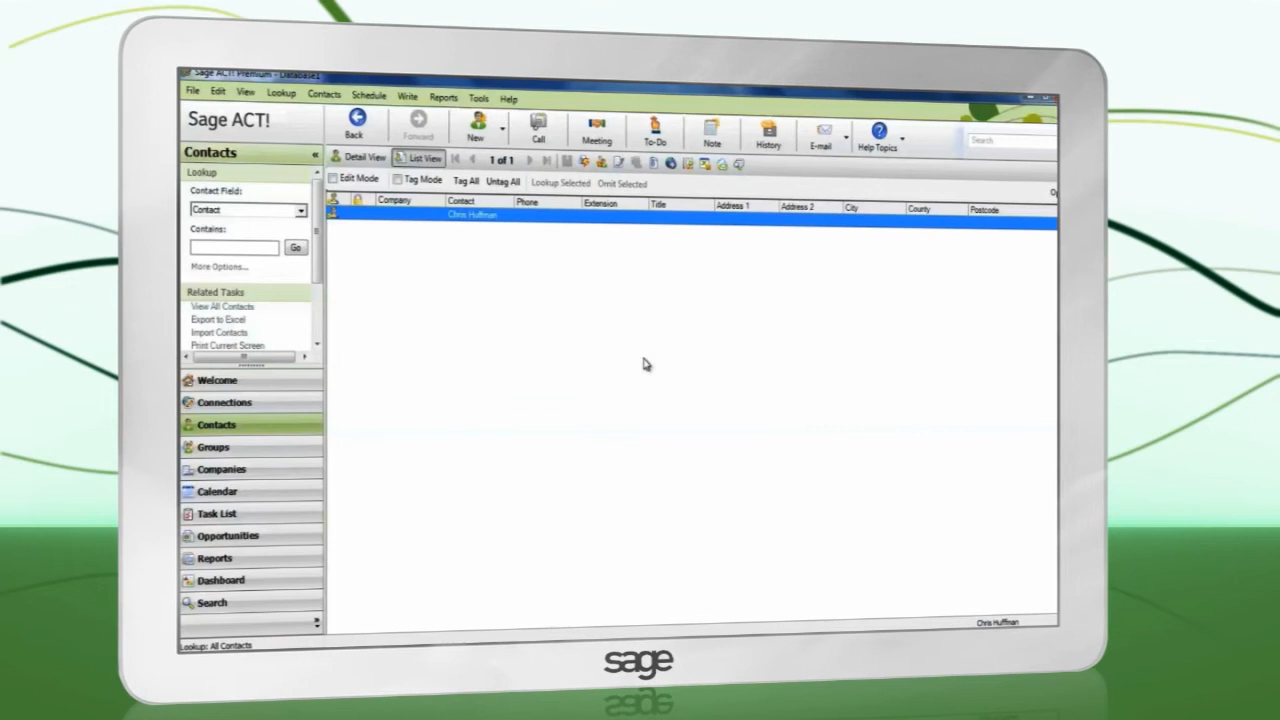 Sage ACT! Premium - Database1
File Edit View Lookup Contacts Schedule Write Reports Tools Help
Sage ACT!
Back Forward New Call Meeting To-Do Note History E-mail Help Topics Search
Contacts «
Detail View List View 1 of 1
Lookup
Edit Mode Tag Mode Tag All Untag All Lookup Selected Omit Selected
Contact Field:
Company Contact Phone Extension Title Address 1 Address 2 City County Postcode
Contact
Chris Huffman
Contains:
Go
More Options...
Related Tasks
View All Contacts
Export to Excel
Import Contacts
Print Current Screen
Welcome
Connections
Contacts
Groups
Companies
Calendar
Task List
Opportunities
Reports
Dashboard
Search
»
Chris Huffman
Lookup: All Contacts
sage